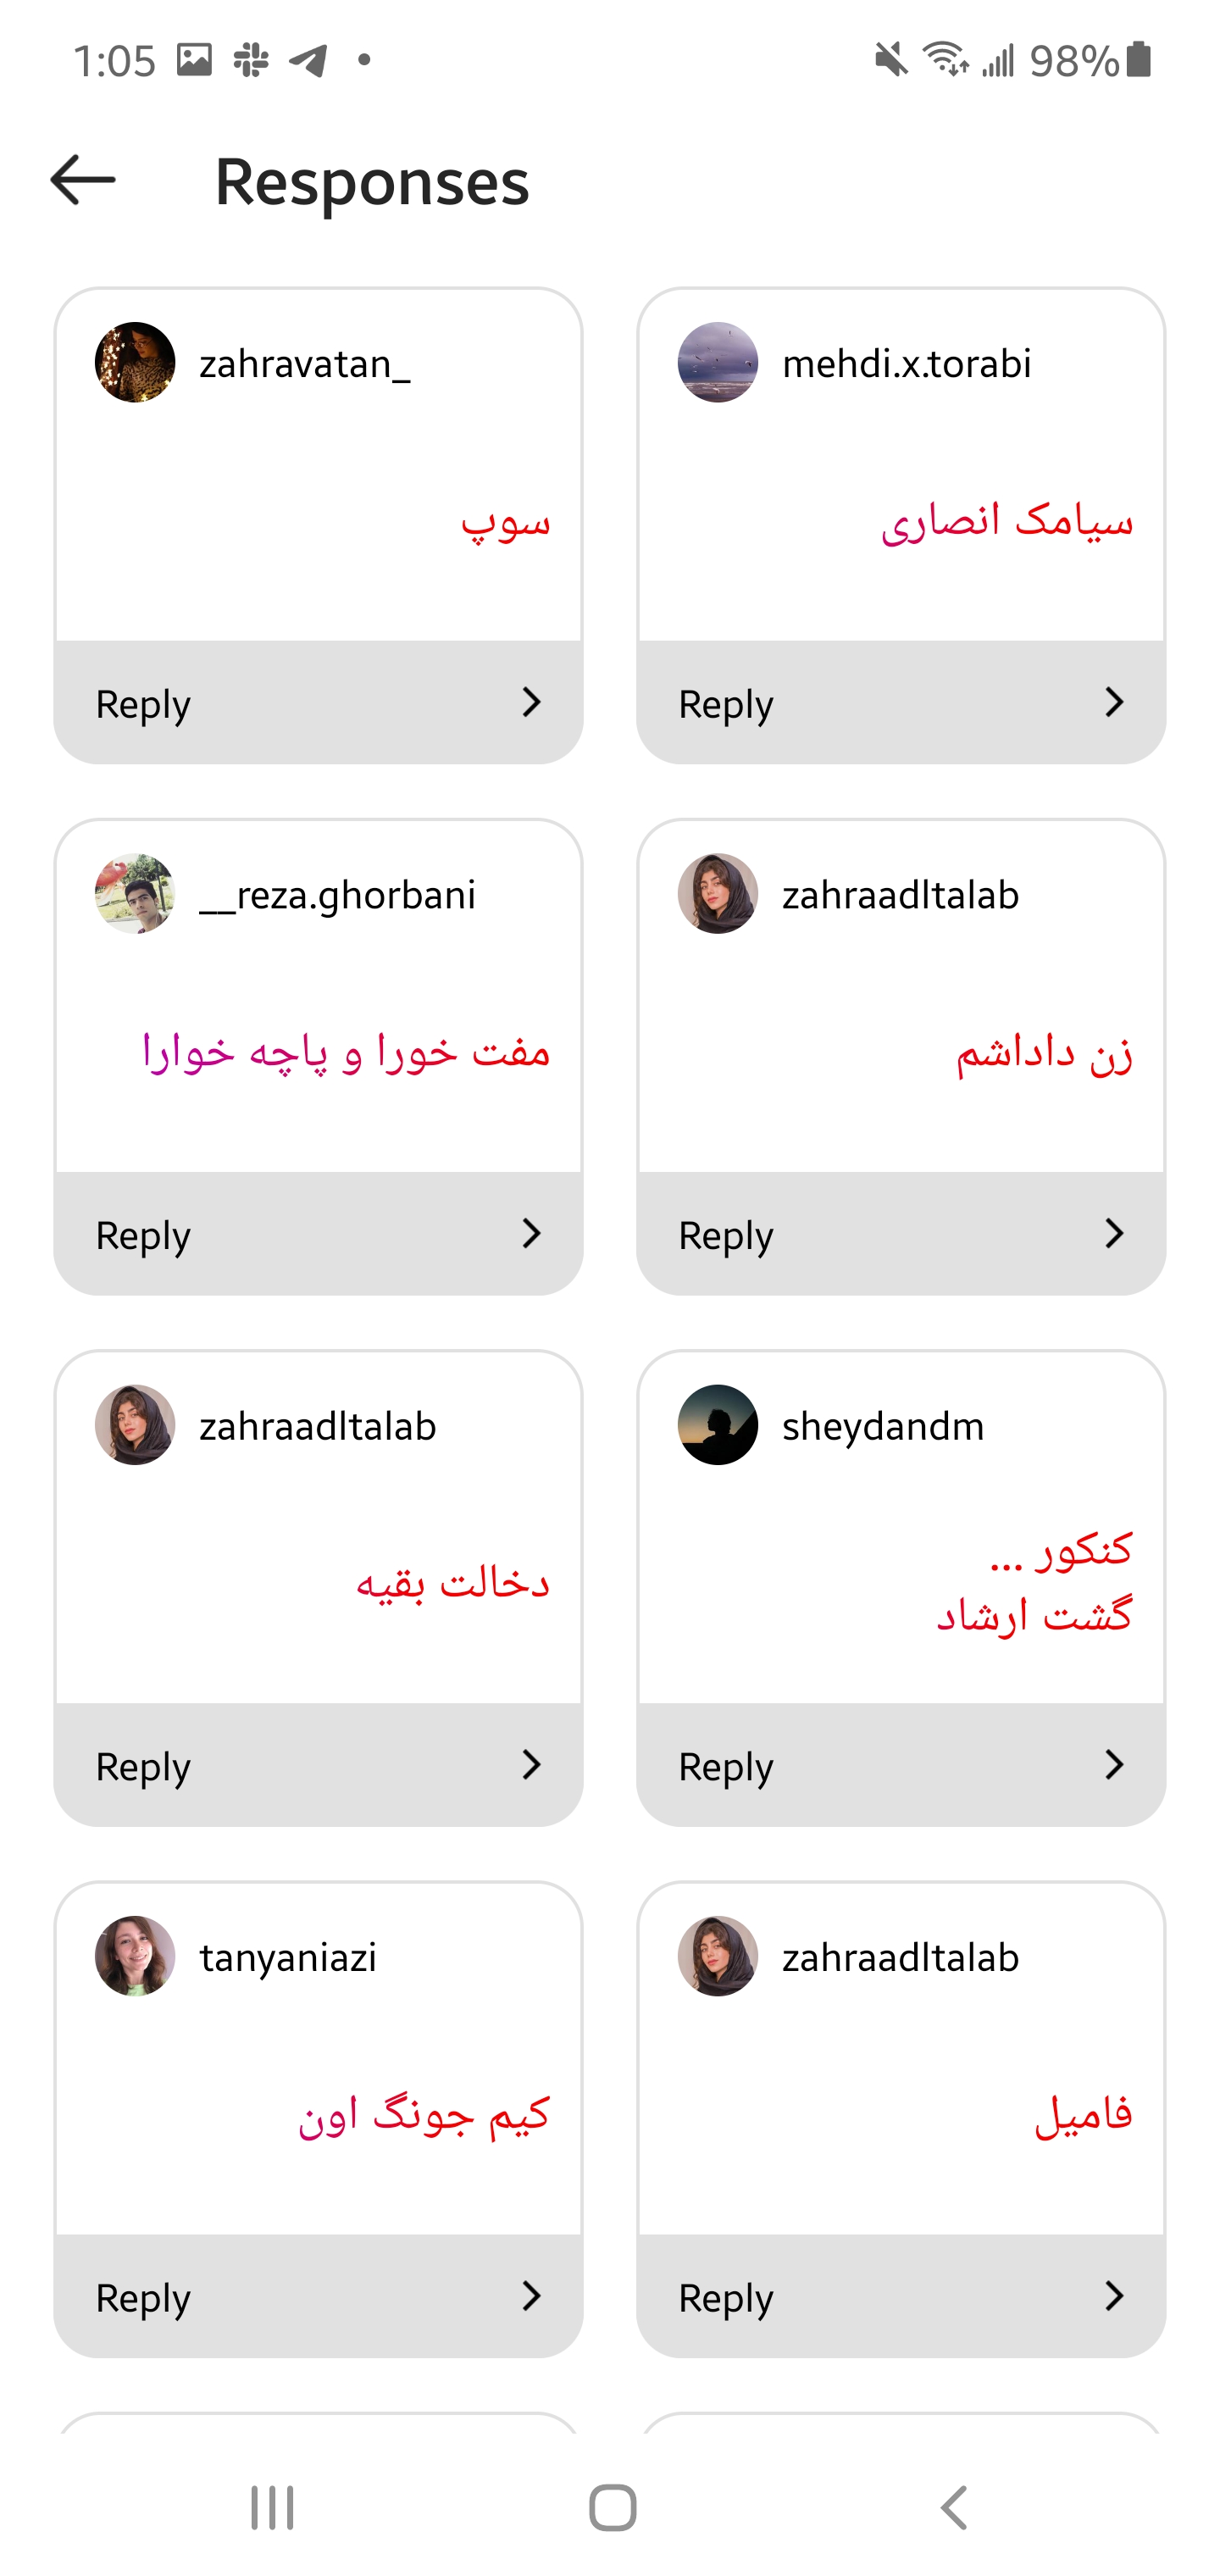 1:05
98%
Responses
zahravatan_
سوپ
Reply
mehdi.x.torabi
سیامک انصاری
Reply
__reza.ghorbani
مفت خورا و پاچه خوارا
Reply
zahraadltalab
زن داداشم
Reply
zahraadltalab
دخالت بقیه
Reply
sheydandm
کنکور ...
گشت ارشاد
Reply
tanyaniazi
کیم جونگ اون
Reply
zahraadltalab
فامیل
Reply